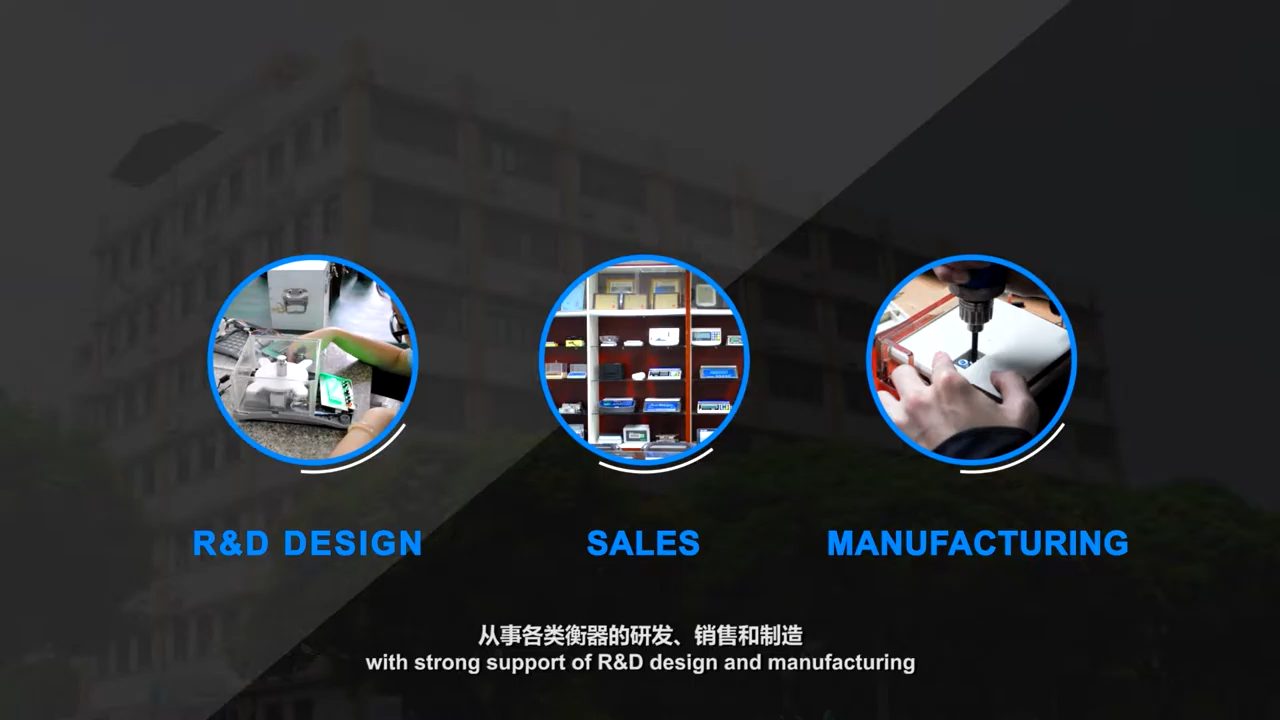 R&D DESIGN
SALES
MANUFACTURING
从事各类衡器的研发、销售和制造
with strong support of R&D design and manufacturing